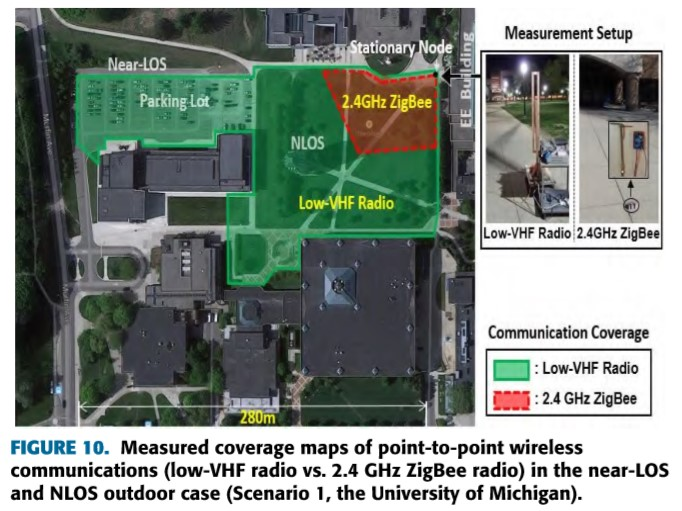 Measurement Setup
Stationary Node
Near-LOS
Parking Lot
2.4GHz ZigBee
EE Building
NLOS
Low-VHF Radio
Low-VHF Radio
2.4GHz ZigBee
Communication Coverage
: Low-VHF Radio
: 2.4 GHz ZigBee
280m
FIGURE 10. Measured coverage maps of point-to-point wireless
communications (low-VHF radio vs. 2.4 GHz ZigBee radio) in the near-LOS
and NLOS outdoor case (Scenario 1, the University of Michigan).